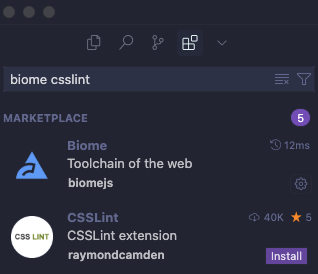 biome csslint
MARKETPLACE 5
Biome 12ms
Toolchain of the web
biomejs
CSS LINT
CSSLint 40K 5
CSSLint extension
raymondcamden Install